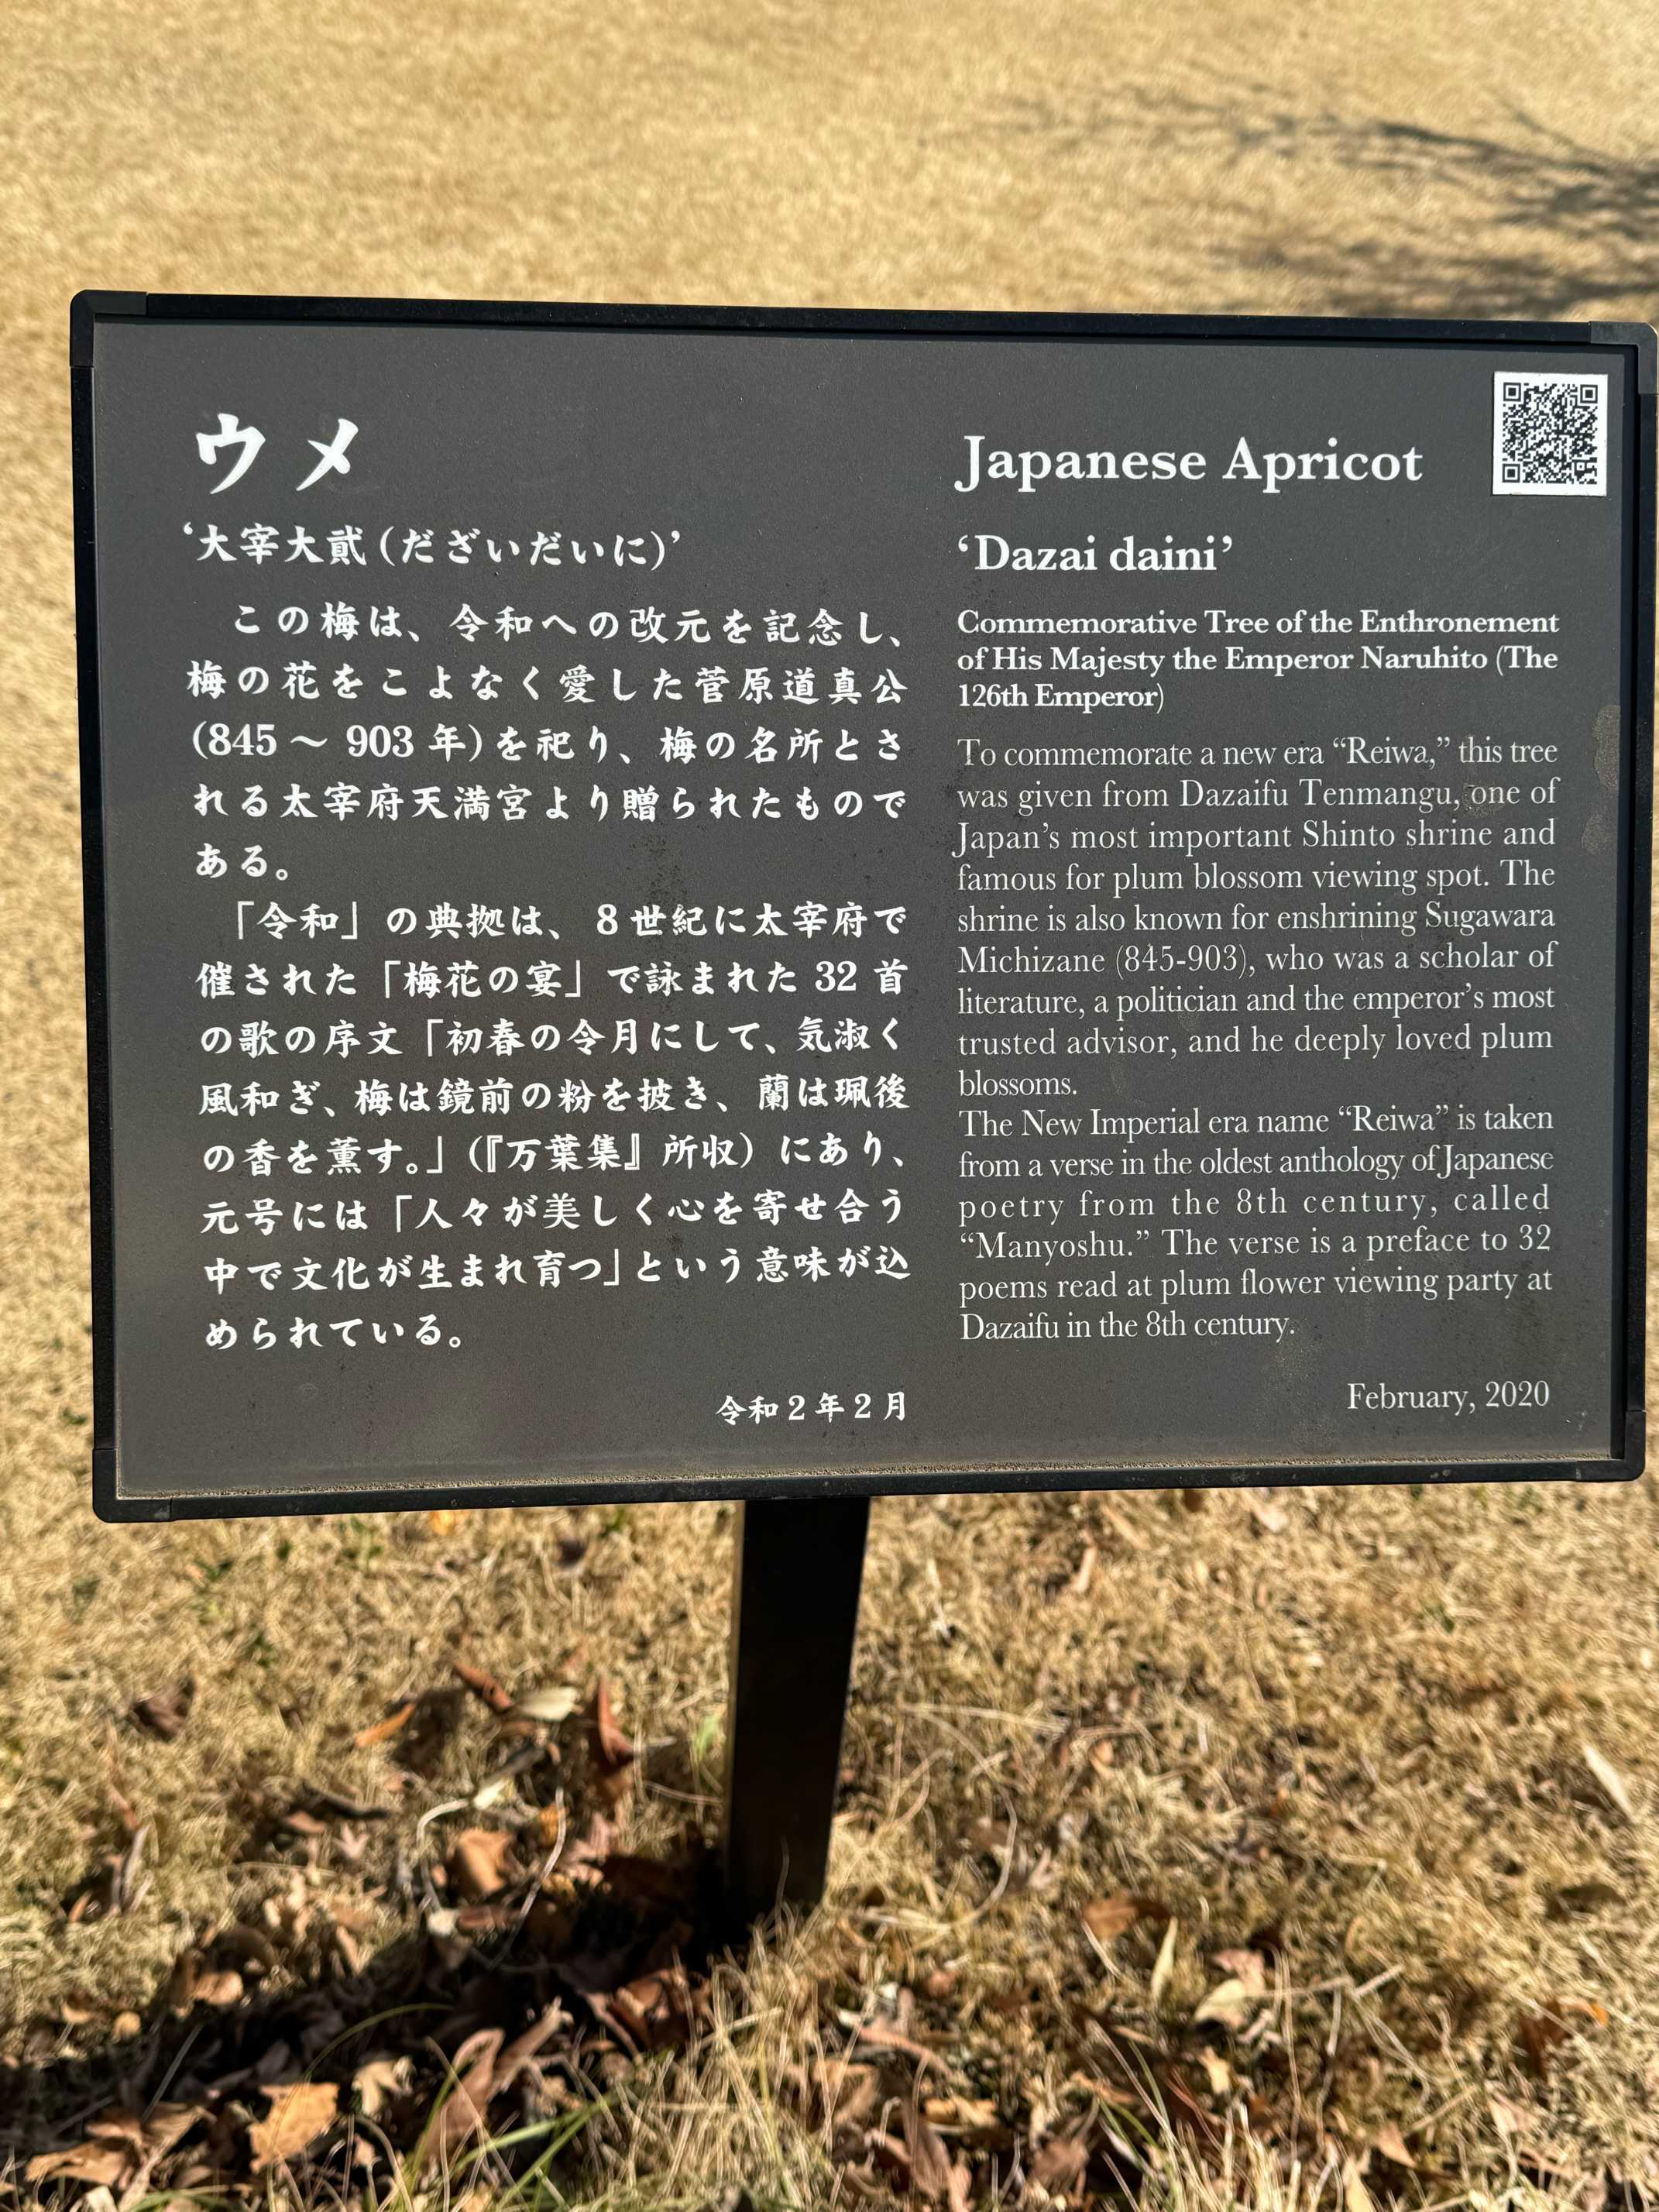 ウメ
‘大宰大貳(だざいだいに)’
この梅は、令和への改元を記念し、
梅の花をこよなく愛した菅原道真公
(845～903年)を祀り、梅の名所とさ
れる太宰府天満宮より贈られたもので
ある。
「令和」の典拠は、8世紀に太宰府で
催された「梅花の宴」で詠まれた32首
の歌の序文「初春の令月にして、気淑く
風和ぎ、梅は鏡前の粉を披き、蘭は珮後
の香を薫す。」(『万葉集』所収)にあり、
元号には「人々が美しく心を寄せ合う
中で文化が生まれ育つ」という意味が込
められている。
令和2年2月
Japanese Apricot
‘Dazai daini’
Commemorative Tree of the Enthronement
of His Majesty the Emperor Naruhito (The
126th Emperor)
To commemorate a new era “Reiwa,” this tree
was given from Dazaifu Tenmangu, one of
Japan’s most important Shinto shrine and
famous for plum blossom viewing spot. The
shrine is also known for enshrining Sugawara
Michizane (845-903), who was a scholar of
literature, a politician and the emperor’s most
trusted advisor, and he deeply loved plum
blossoms.
The New Imperial era name “Reiwa” is taken
from a verse in the oldest anthology of Japanese
poetry from the 8th century, called
“Manyoshu.” The verse is a preface to 32
poems read at plum flower viewing party at
Dazaifu in the 8th century.
February, 2020